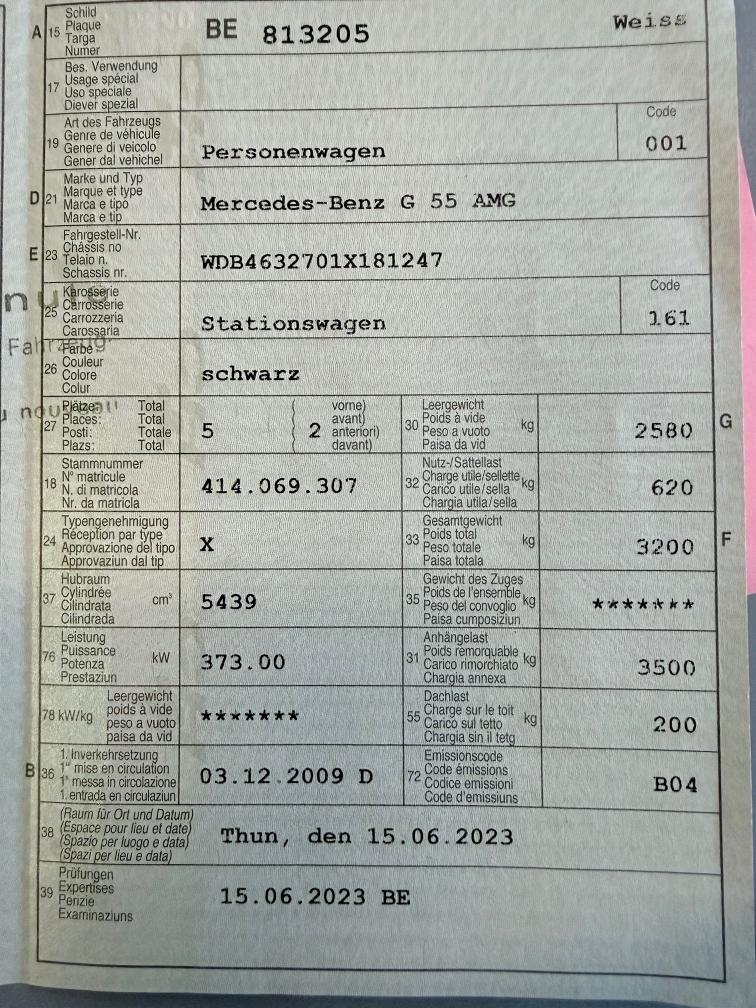 A 15 Schild
Plaque
Targa
Numer
BE 813205 Weiss
17 Bes. Verwendung
Usage spécial
Uso speciale
Diever spezial
19 Art des Fahrzeugs
Genre de véhicule
Genere di veicolo
Gener dal vehichel
Personenwagen
Code
001
D 21 Marke und Typ
Marque et type
Marca e tipo
Marca e tip
Mercedes-Benz G 55 AMG
E 23 Fahrgestell-Nr.
Châssis no
Telaio n.
Schassis nr.
WDB4632701X181247
25 Karosserie
Carrosserie
Carrozzeria
Carossaria
Stationswagen
Code
161
Fahrzeug.
26 Farbe
Couleur
Colore
Colur
schwarz
27 Plätze: Total
Places: Total
Posti: Totale
Plazs: Total
5
( 2 vorne)
avant)
( anteriori)
davant)
30 Leergewicht
Poids à vide
Peso a vuoto
Paisa da vid
kg
2580 G
18 Stammnummer
N° matricule
N. di matricola
Nr. da matricla
414.069.307
32 Nutz-/Sattellast
Charge utile/sellette
Carico utile/sella
Chargia utila/sella
kg
620
24 Typengenehmigung
Réception par type
Approvazione del tipo
Approvaziun dal tip
X
33 Gesamtgewicht
Poids total
Peso totale
Paisa totala
kg
3200 F
37 Hubraum
Cylindrée
Cilindrata
Cilindrada
cm³
5439
35 Gewicht des Zuges
Poids de l'ensemble
Peso del convoglio
Paisa cumposiziun
kg
*******
76 Leistung
Puissance
Potenza
Prestaziun
kW
373.00
31 Anhängelast
Poids remorquable
Carico rimorchiato
Chargia annexa
kg
3500
78 kW/kg
Leergewicht
poids à vide
peso a vuoto
paisa da vid
*******
55 Dachlast
Charge sur le toit
Carico sul tetto
Chargia sin il tetg
kg
200
B 36 1. Inverkehrsetzung
1re mise en circulation
1a messa in circolazione
1. entrada en circulaziun
03.12.2009 D
72 Emissionscode
Code émissions
Codice emissioni
Code d'emissiuns
B04
38 (Raum für Ort und Datum)
(Espace pour lieu et date)
(Spazio per luogo e data)
(Spazi per lieu e data)
Thun, den 15.06.2023
39 Prüfungen
Expertises
Perizie
Examinaziuns
15.06.2023 BE